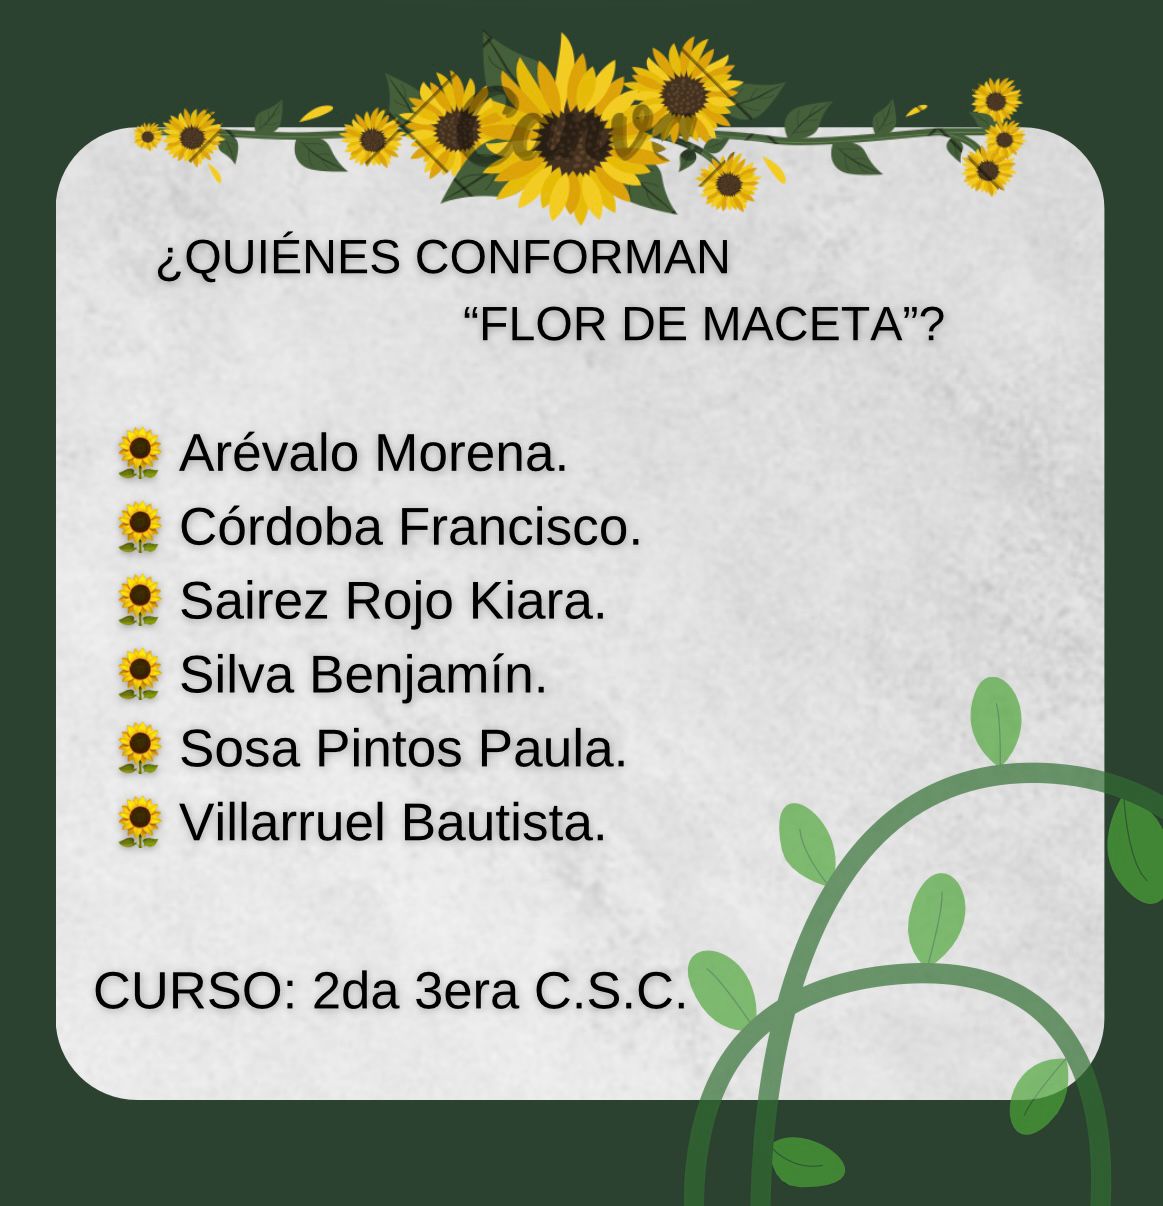 Canva
¿QUIÉNES CONFORMAN
“FLOR DE MACETA”?
Arévalo Morena.
Córdoba Francisco.
Sairez Rojo Kiara.
Silva Benjamín.
Sosa Pintos Paula.
Villarruel Bautista.
CURSO: 2da 3era C.S.C.